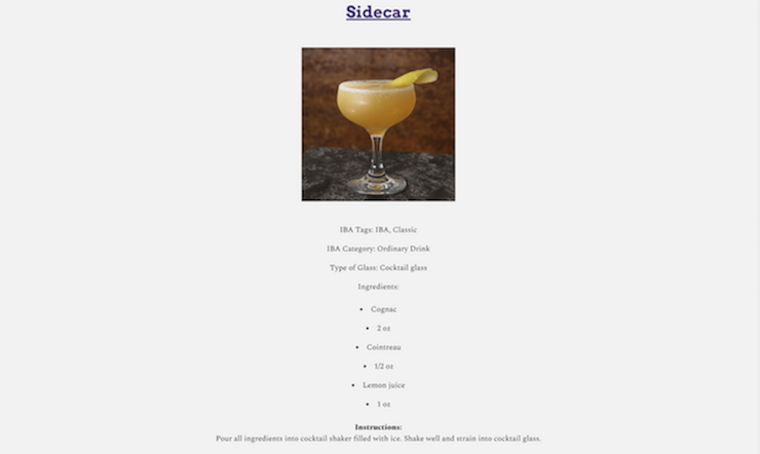 Sidecar
IBA Tags: IBA, Classic
IBA Category: Ordinary Drink
Type of Glass: Cocktail glass
Ingredients:
• Cognac
• 2 oz
• Cointreau
• 1/2 oz
• Lemon juice
• 1 oz
Instructions:
Pour all ingredients into cocktail shaker filled with ice. Shake well and strain into cocktail glass.